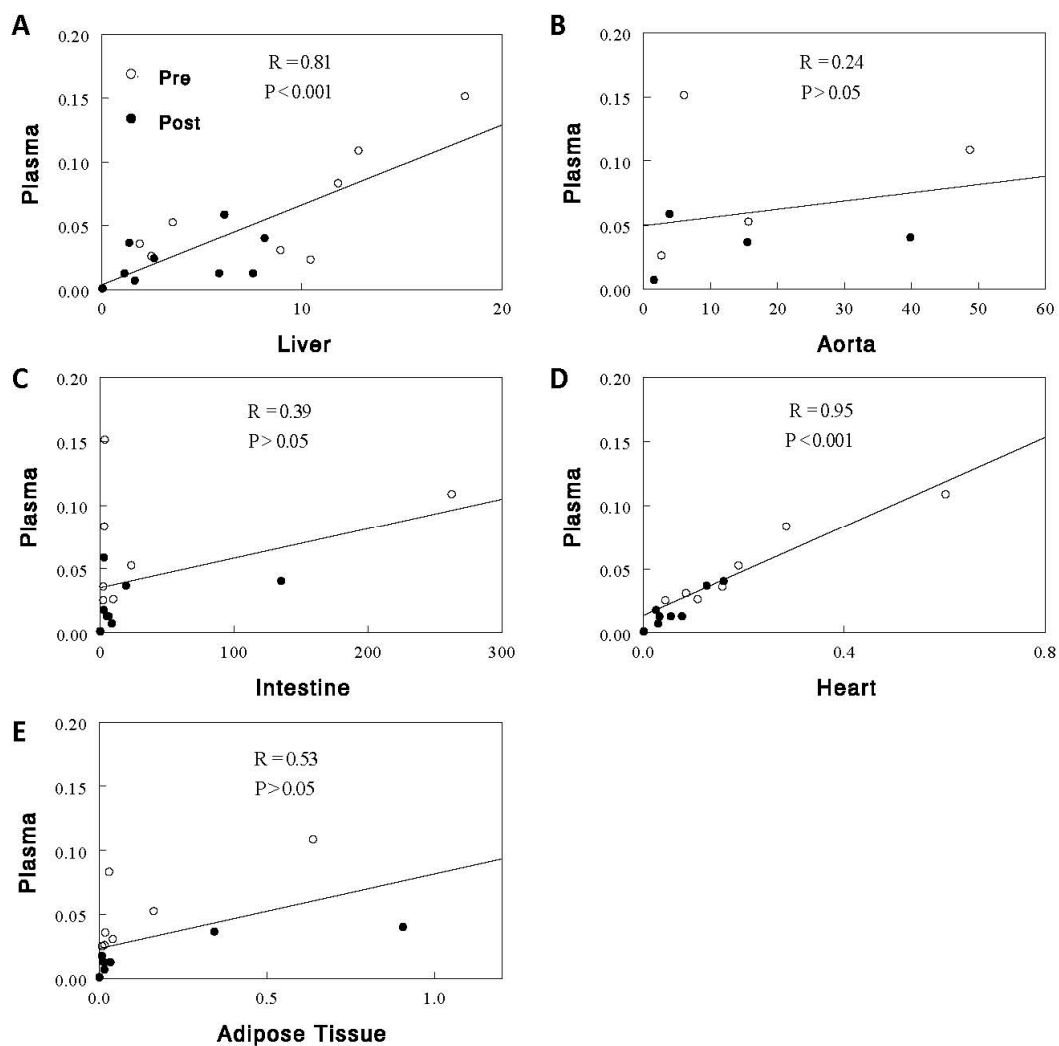 A
0.20
0.15
0.10
0.05
0.00
Plasma
Pre
Post
R = 0.81
P < 0.001
0
10
20
Liver
B
0.20
0.15
0.10
0.05
0.00
Plasma
R = 0.24
P > 0.05
0
10
20
30
40
50
60
Aorta
C
0.20
0.15
0.10
0.05
0.00
Plasma
R = 0.39
P > 0.05
0
100
200
300
Intestine
D
0.20
0.15
0.10
0.05
0.00
Plasma
R = 0.95
P < 0.001
0.0
0.4
0.8
Heart
E
0.20
0.15
0.10
0.05
0.00
Plasma
R = 0.53
P > 0.05
0.0
0.5
1.0
Adipose Tissue